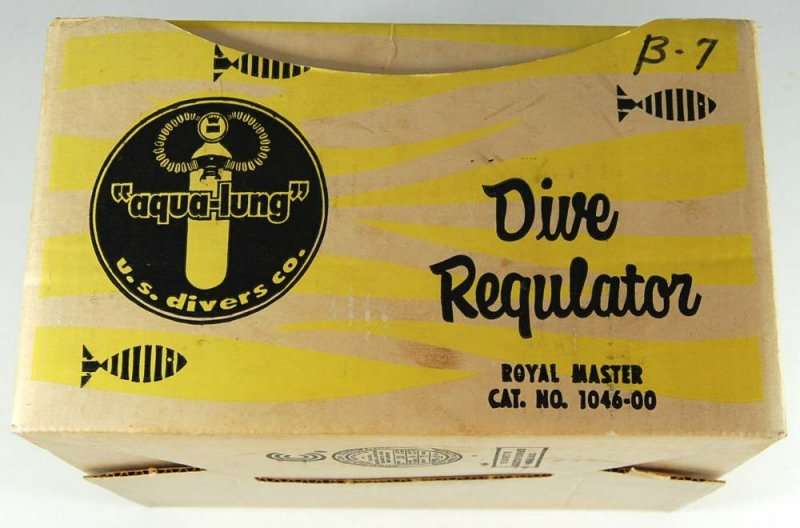 B-7
"aqua-lung"
u.s. divers co.
Dive
Regulator
ROYAL MASTER
CAT. NO. 1046-00